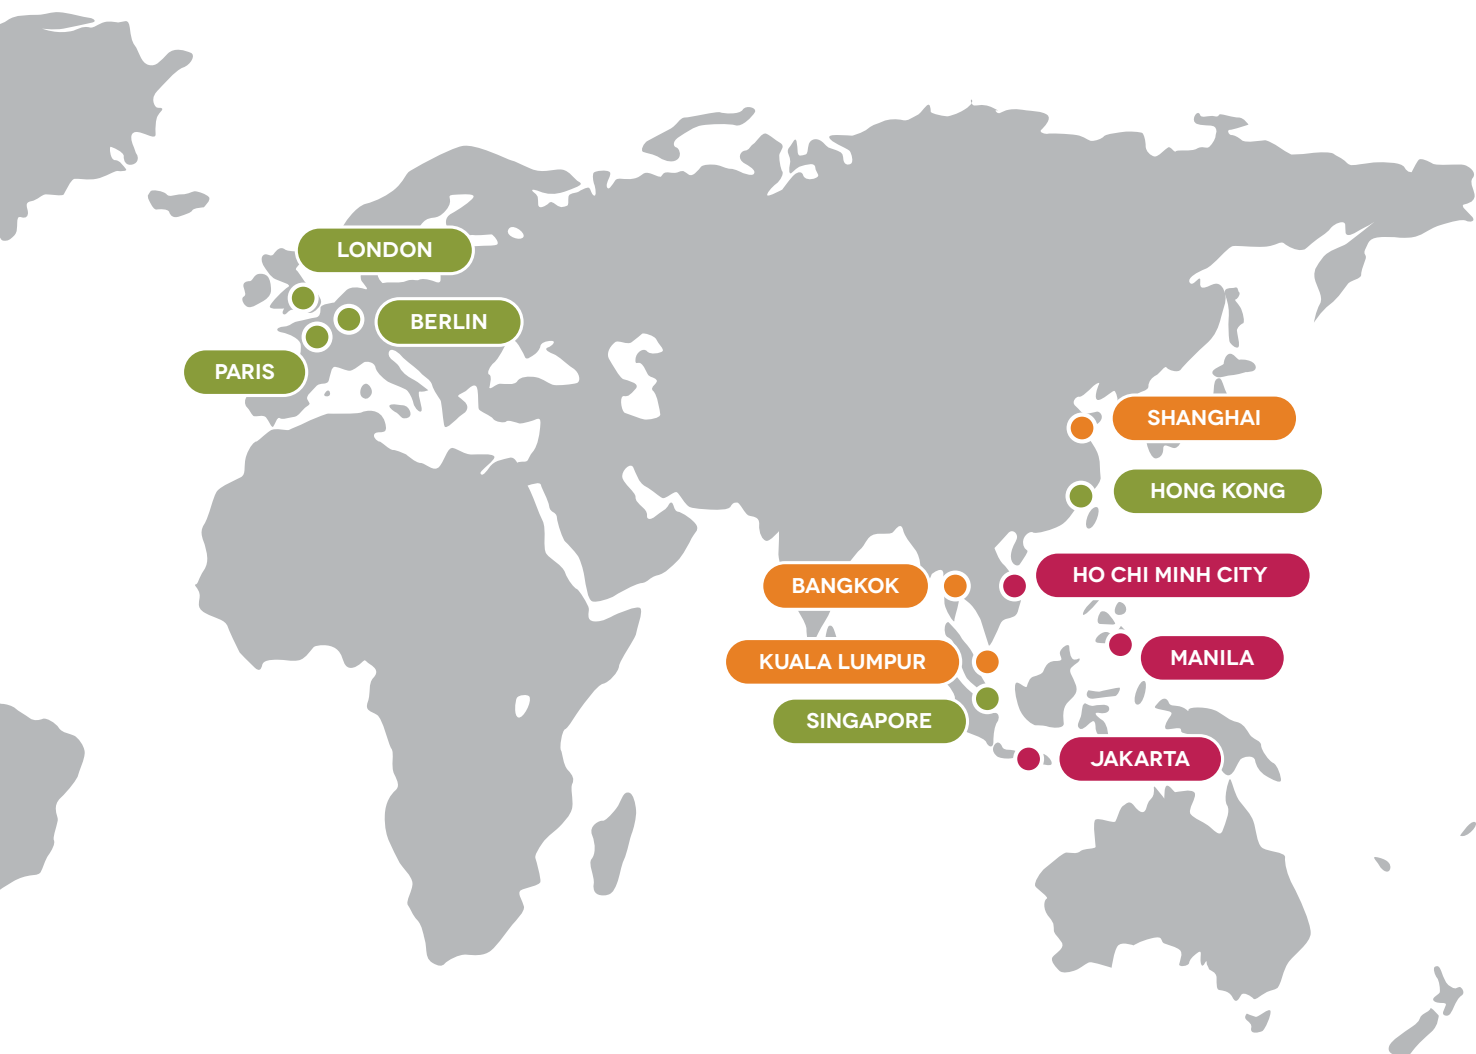 LONDON
BERLIN
PARIS
SHANGHAI
HONG KONG
HO CHI MINH CITY
BANGKOK
MANILA
KUALA LUMPUR
SINGAPORE
JAKARTA